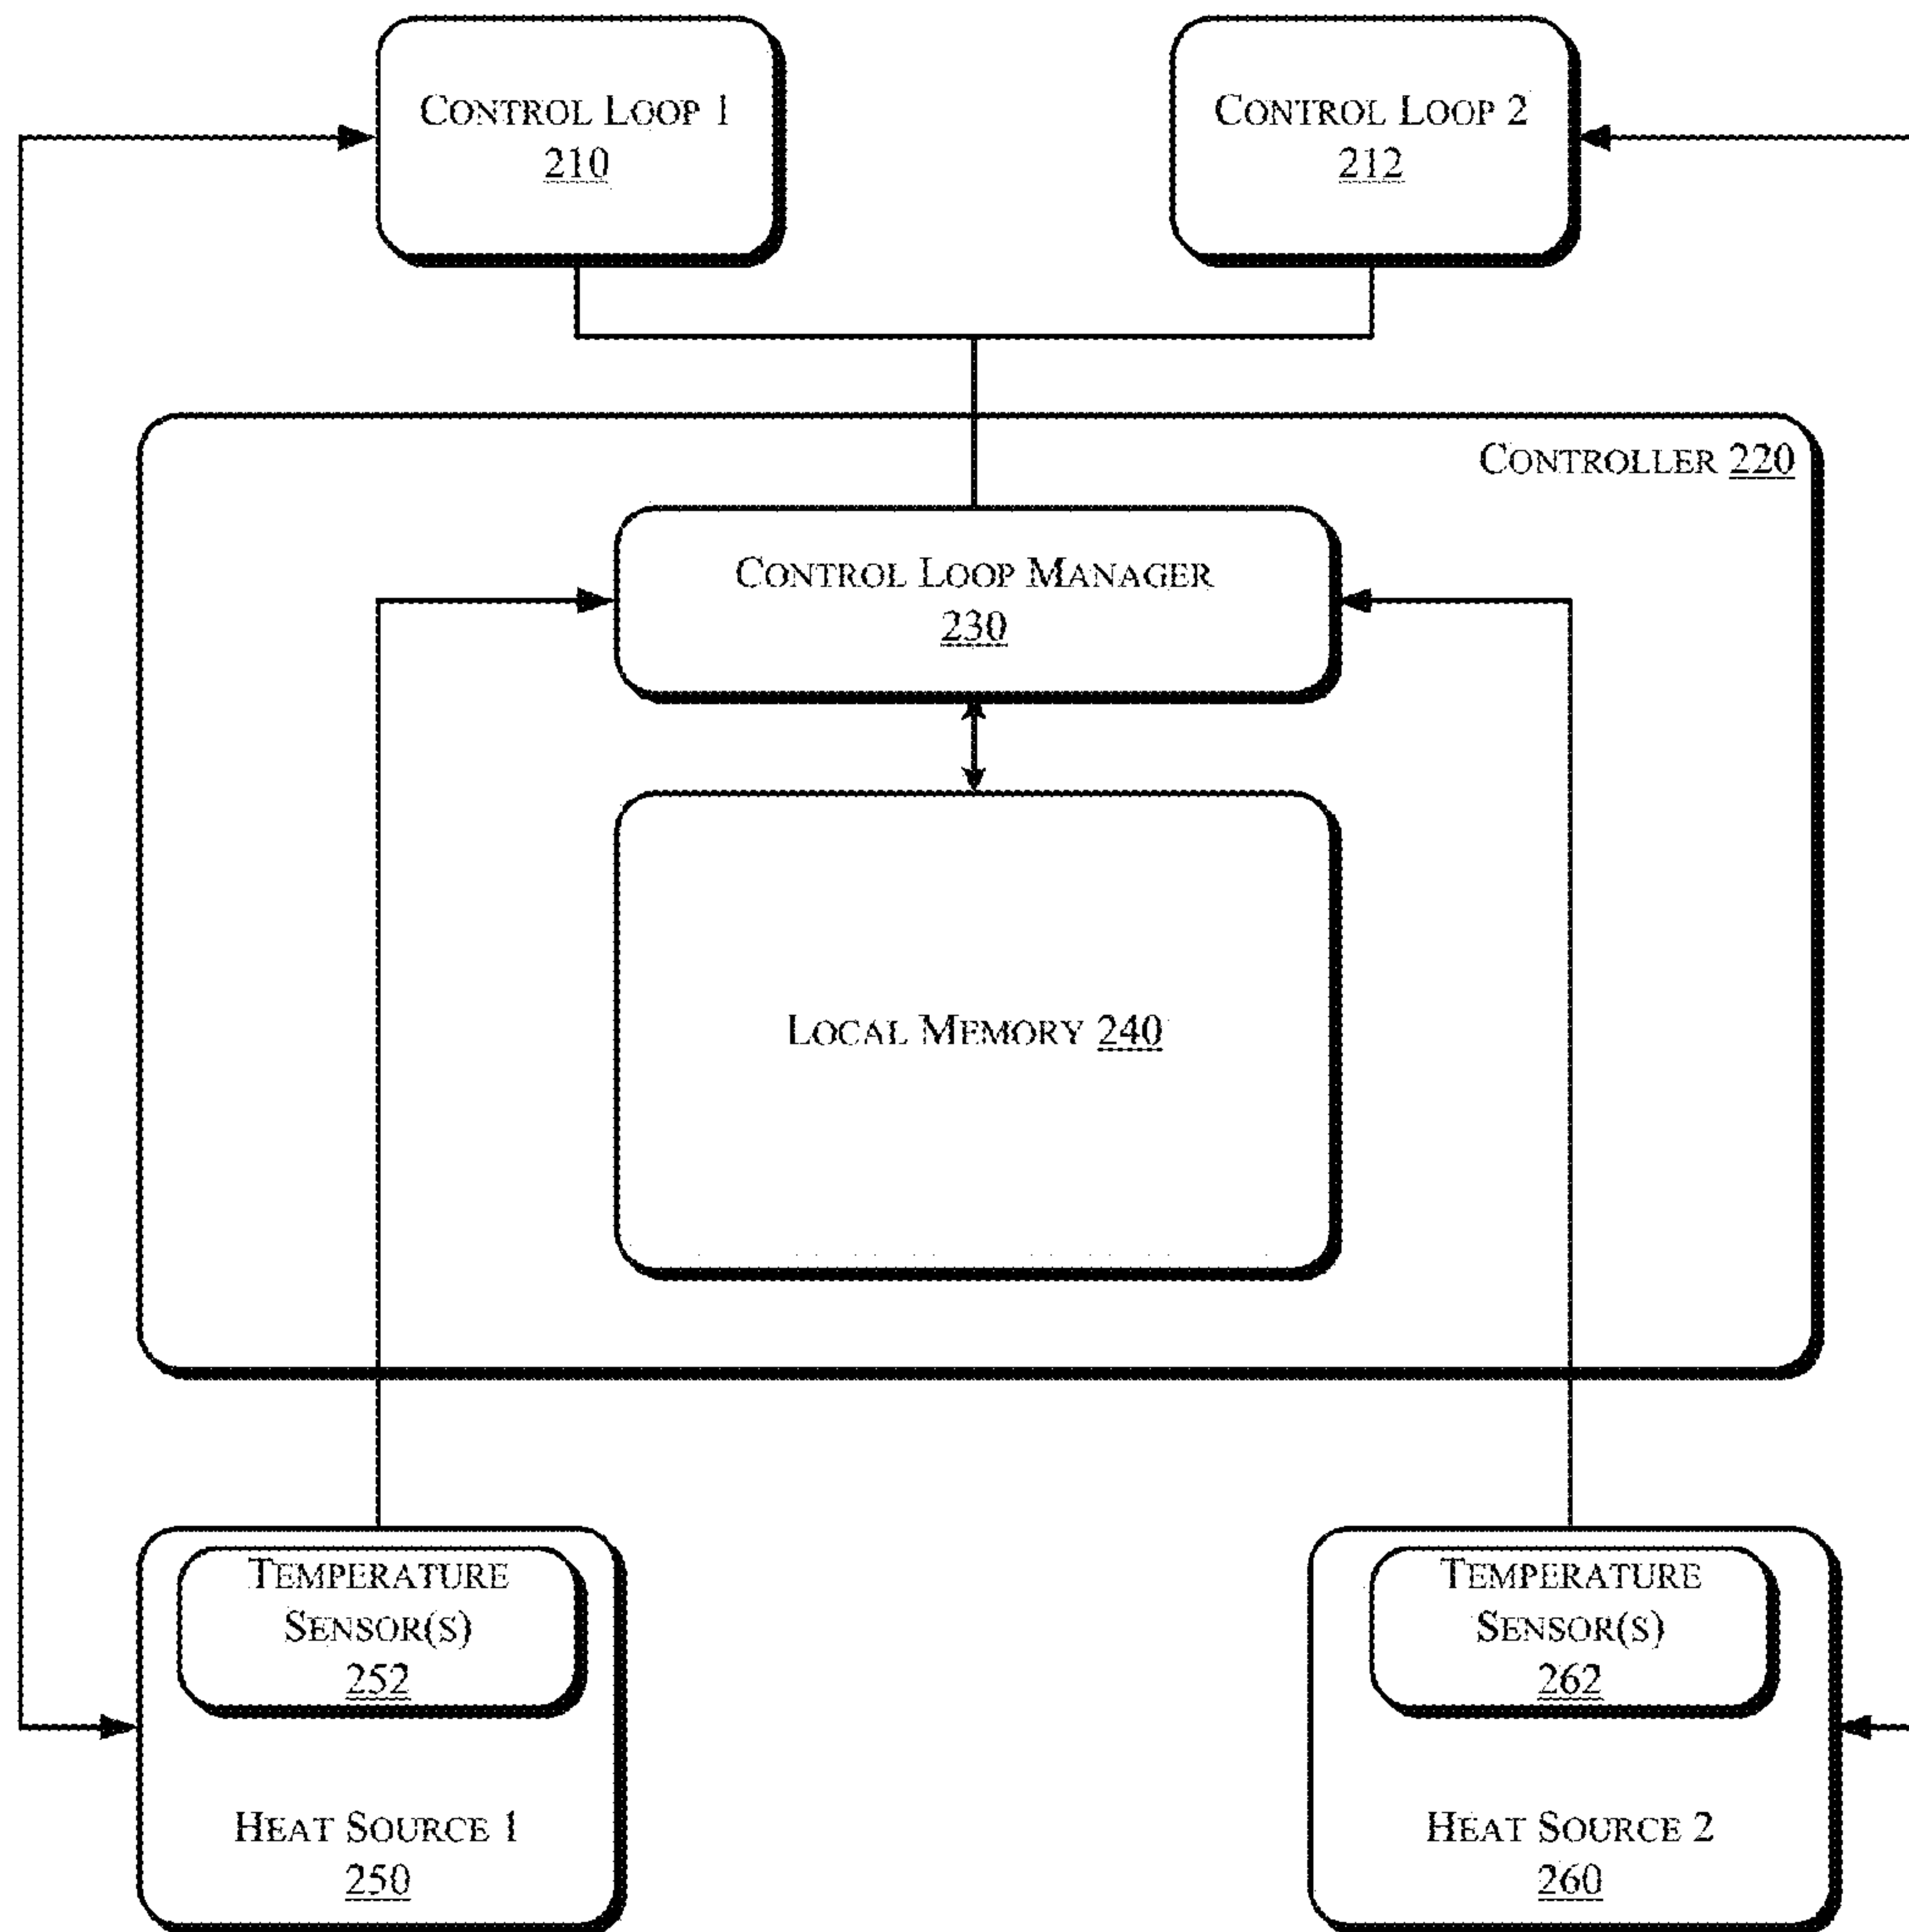 CONTROL LOOP 1
210
CONTROL LOOP 2
212
CONTROLLER 220
CONTROL LOOP MANAGER
230
LOCAL MEMORY 240
TEMPERATURE
SENSOR(S)
252
HEAT SOURCE 1
250
TEMPERATURE
SENSOR(S)
262
HEAT SOURCE 2
260